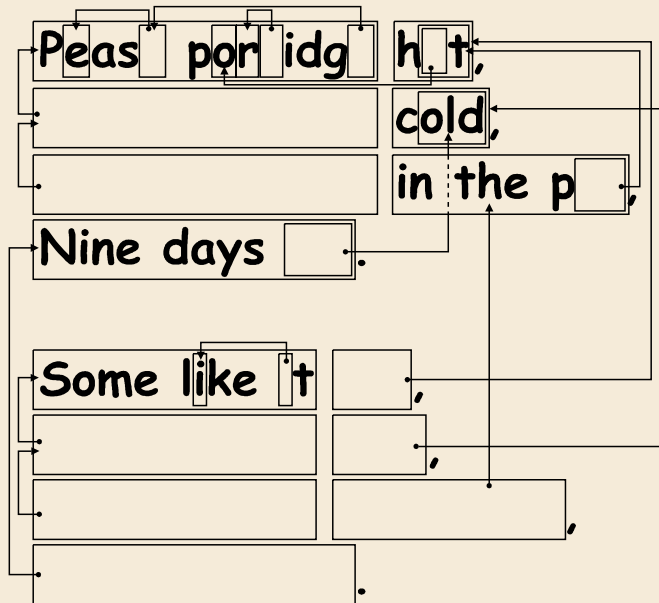 Peas por idg h t,
cold,
in the p ,
Nine days .
Some like t ,
,
,
.